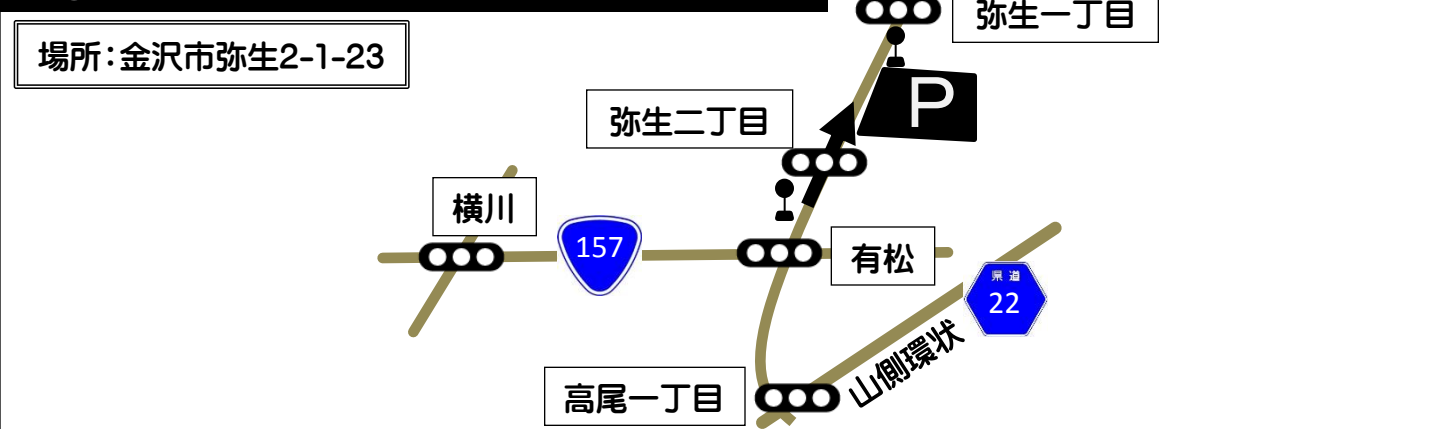 弥生一丁目
場所：金沢市弥生2-1-23
P
弥生二丁目
横川
157
有松
県道
22
山側環状
高尾一丁目